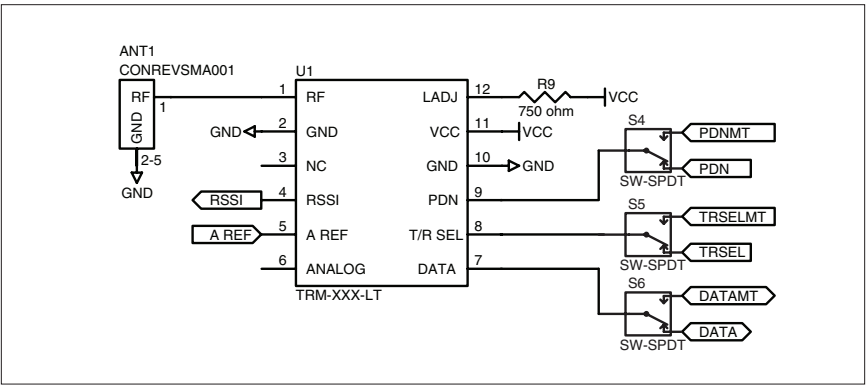 ANT1
CONREVSMA001
RF
1
GND
2-5
GND
U1
1 RF
GND 2 GND
3 NC
RSSI 4 RSSI
A REF 5 A REF
6 ANALOG
TRM-XXX-LT
LADJ 12
R9
750 ohm
VCC
VCC 11 VCC
GND 10 GND
PDN 9
T/R SEL 8
DATA 7
S4
PDNMT
PDN
SW-SPDT
S5
TRSELMT
TRSEL
SW-SPDT
S6
DATAMT
DATA
SW-SPDT